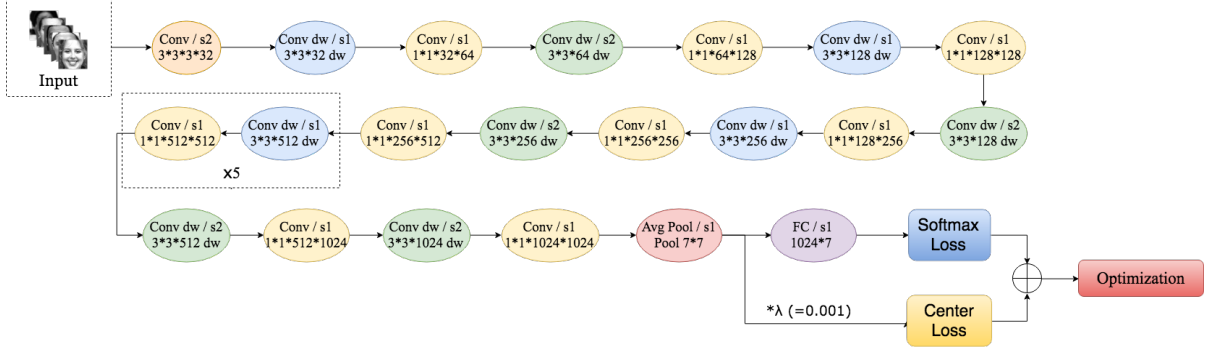 Input
Conv / s2
3*3*3*32
Conv dw / s1
3*3*32 dw
Conv / s1
1*1*32*64
Conv dw / s2
3*3*64 dw
Conv / s1
1*1*64*128
Conv dw / s1
3*3*128 dw
Conv / s1
1*1*128*128
Conv / s1
1*1*512*512
Conv dw / s1
3*3*512 dw
x5
Conv / s1
1*1*256*512
Conv dw / s2
3*3*256 dw
Conv / s1
1*1*256*256
Conv dw / s1
3*3*256 dw
Conv / s1
1*1*128*256
Conv dw / s2
3*3*128 dw
Conv dw / s2
3*3*512 dw
Conv / s1
1*1*512*1024
Conv dw / s2
3*3*1024 dw
Conv / s1
1*1*1024*1024
Avg Pool / s1
Pool 7*7
FC / s1
1024*7
Softmax
Loss
*λ (=0.001)
Center
Loss
Optimization